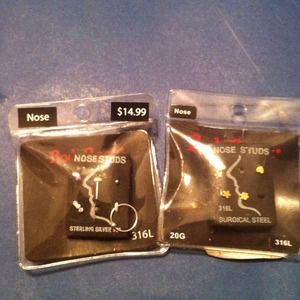 Nose
$14.99
NOSE STUDS
STERLING SILVER
316L
Nose
NOSE STUDS
316L
SURGICAL STEEL
20G
316L